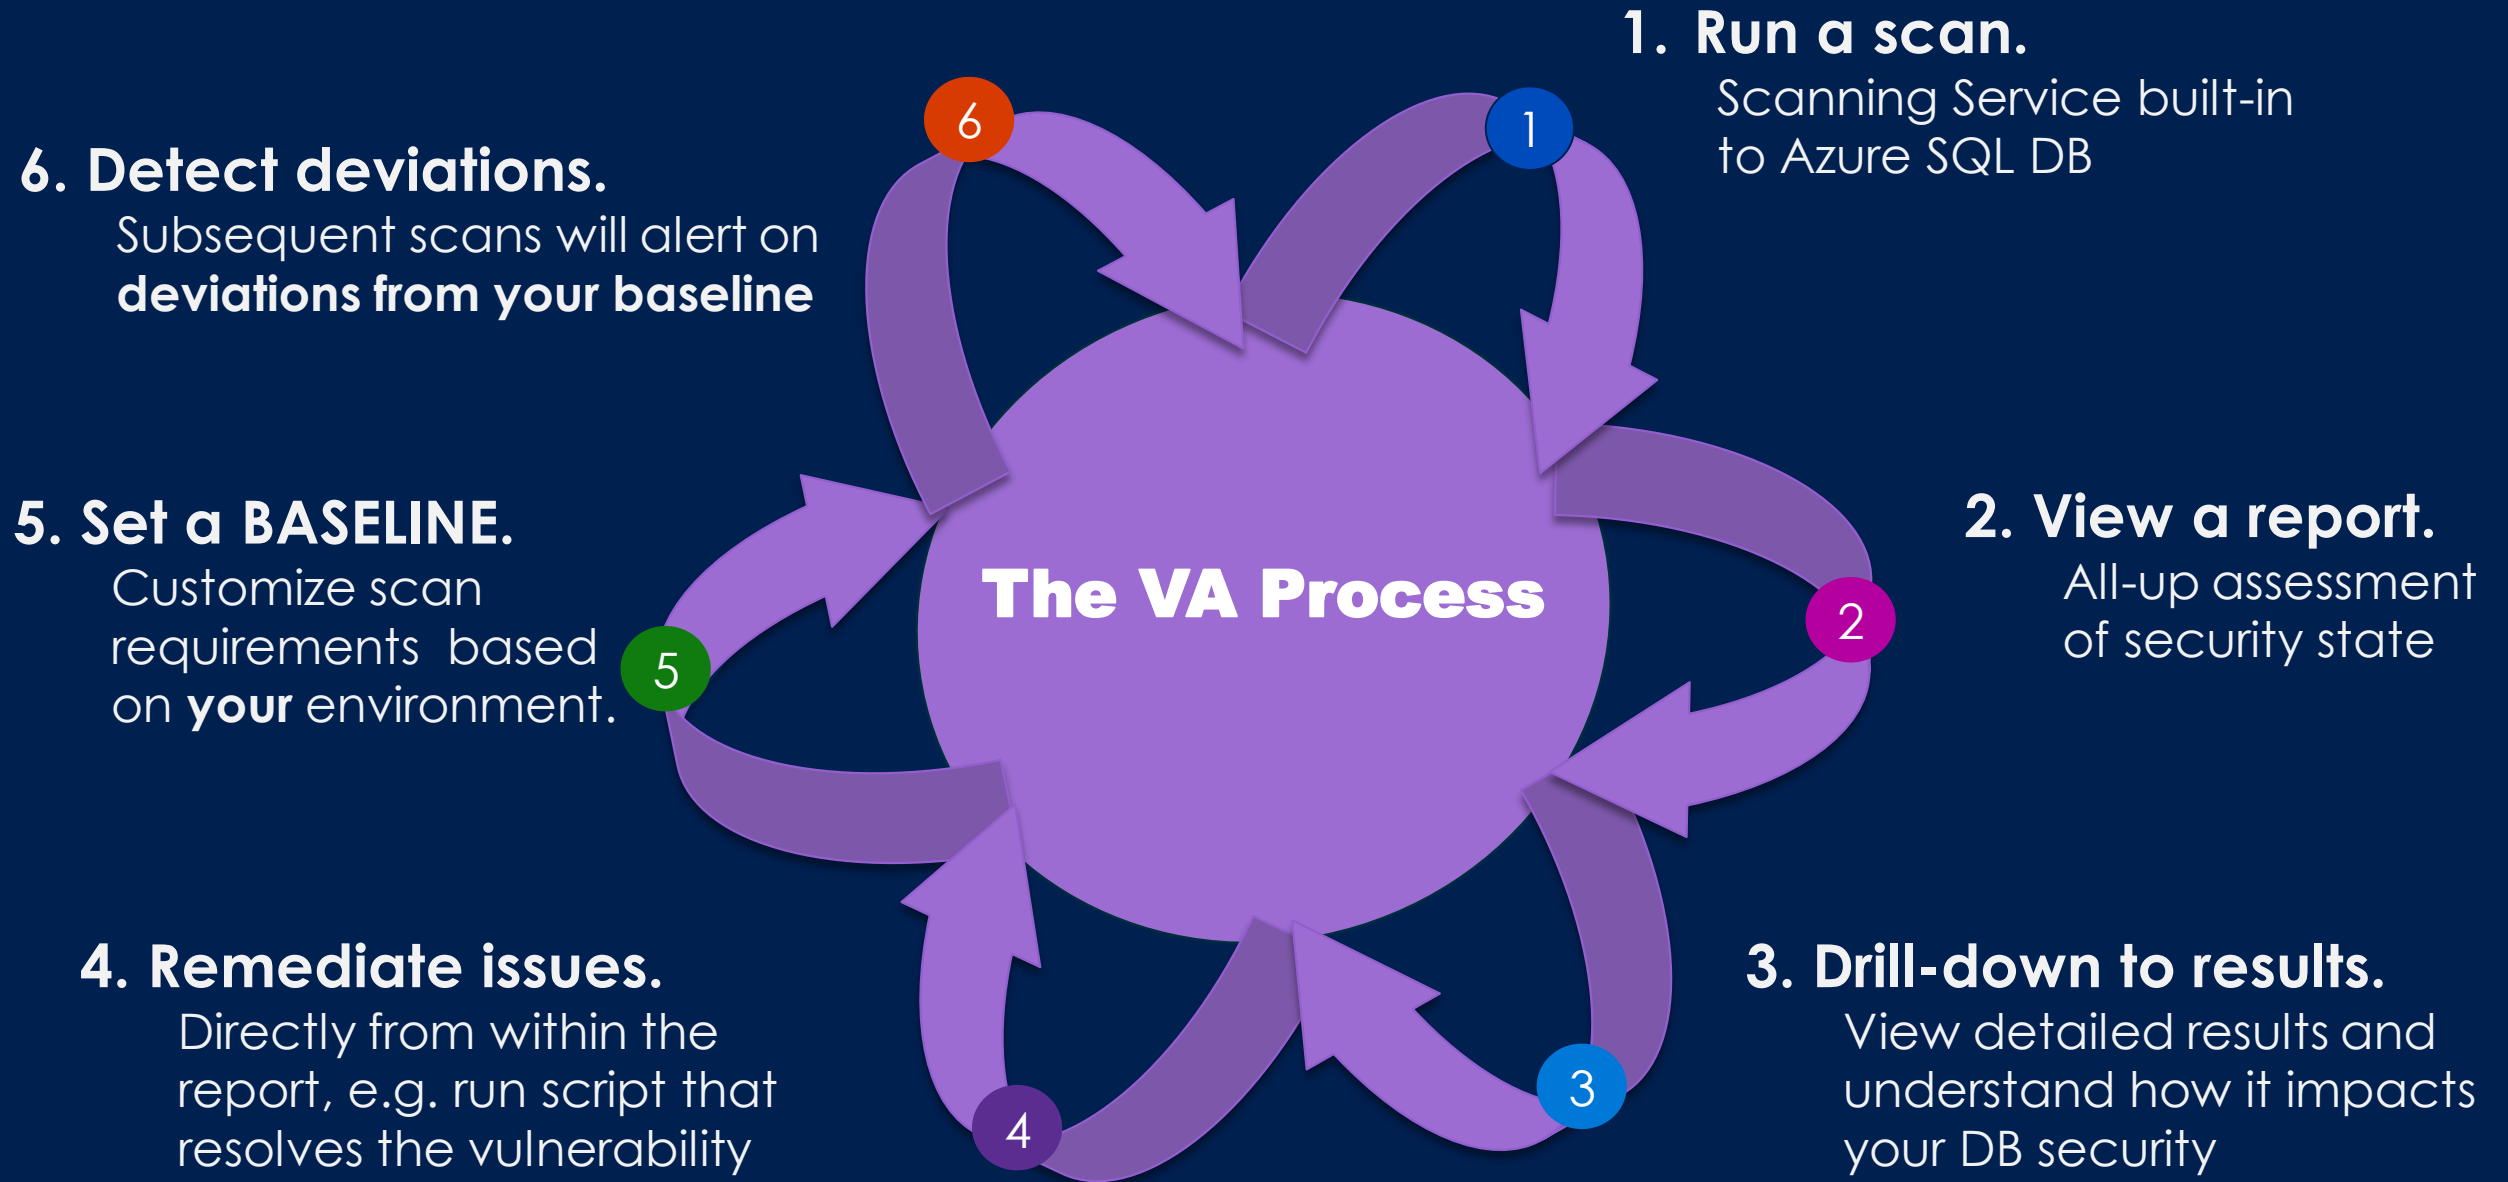 1. Run a scan.
Scanning Service built-in
to Azure SQL DB
2. View a report.
All-up assessment
of security state
3. Drill-down to results.
View detailed results and
understand how it impacts
your DB security
4. Remediate issues.
Directly from within the
report, e.g. run script that
resolves the vulnerability
5. Set a BASELINE.
Customize scan
requirements  based
on your environment.
6. Detect deviations.
Subsequent scans will alert on
deviations from your baseline
The VA Process
1
2
3
4
5
6